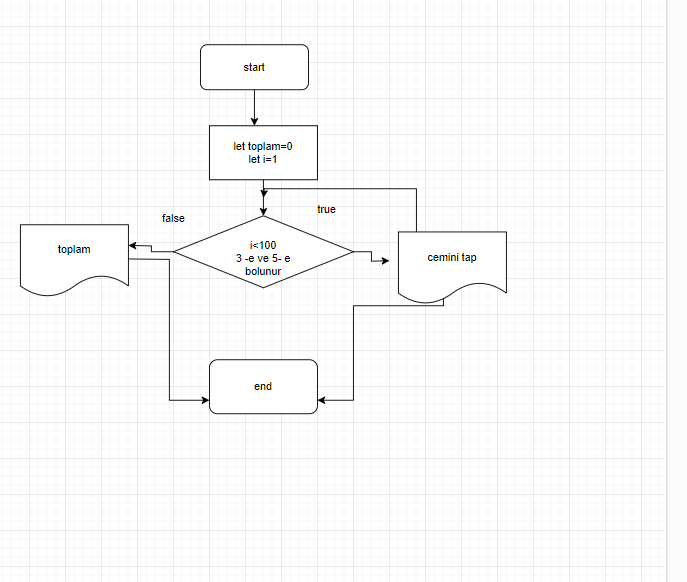 start
let toplam=0
let i=1
true
false
i<100
3 -e ve 5- e
bolunur
toplam
cemini tap
end